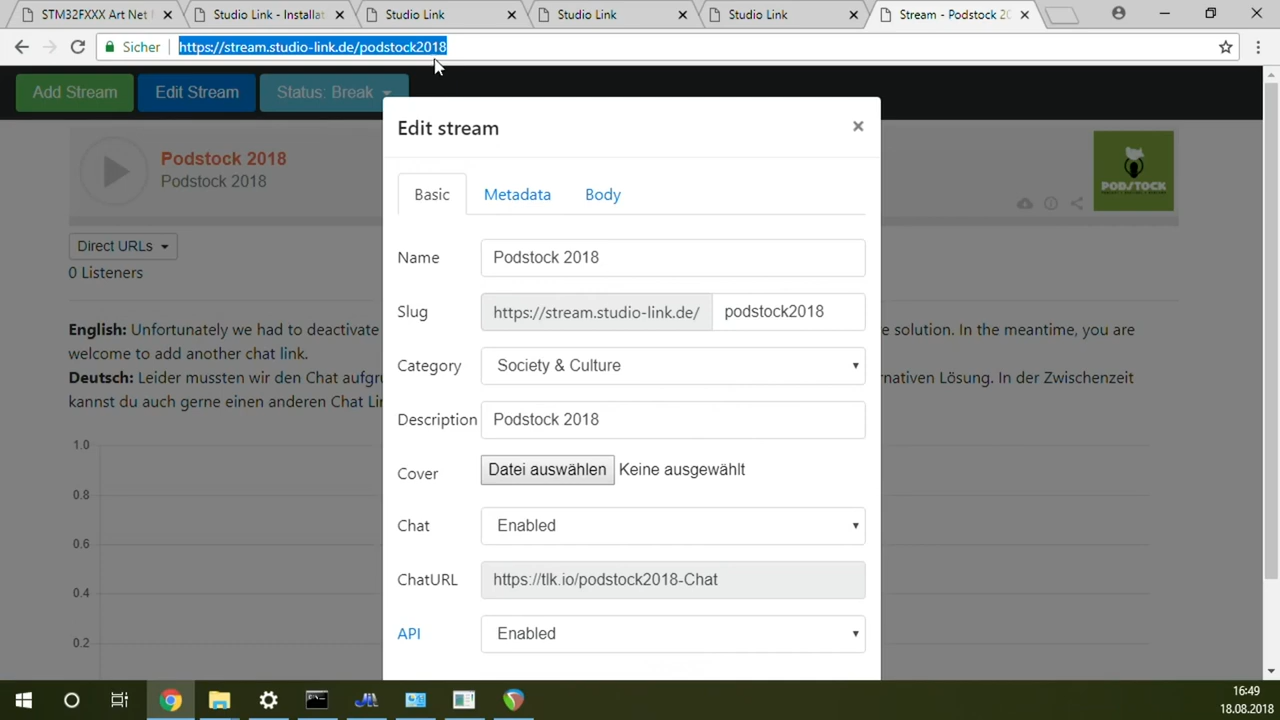 STM32FXXX Art Net
Studio Link - Installat
Studio Link
Studio Link
Studio Link
Stream - Podstock 20
Sicher
https://stream.studio-link.de/podstock2018
Add Stream
Edit Stream
Status: Break
Edit stream
Podstock 2018
Podstock 2018
PODSTOCK
Basic
Metadata
Body
Direct URLs
0 Listeners
Name
Podstock 2018
Slug
https://stream.studio-link.de/
podstock2018
English: Unfortunately we had to deactivate
e solution. In the meantime, you are
welcome to add another chat link.
Category
Society & Culture
Deutsch: Leider mussten wir den Chat aufgru
rnativen Lösung. In der Zwischenzeit
kannst du auch gerne einen anderen Chat Li
Description
Podstock 2018
Cover
Datei auswählen
Keine ausgewählt
Chat
Enabled
ChatURL
https://tlk.io/podstock2018-Chat
API
Enabled
1.0
0.8
0.6
0.4
0.2
16:49
18.08.2018